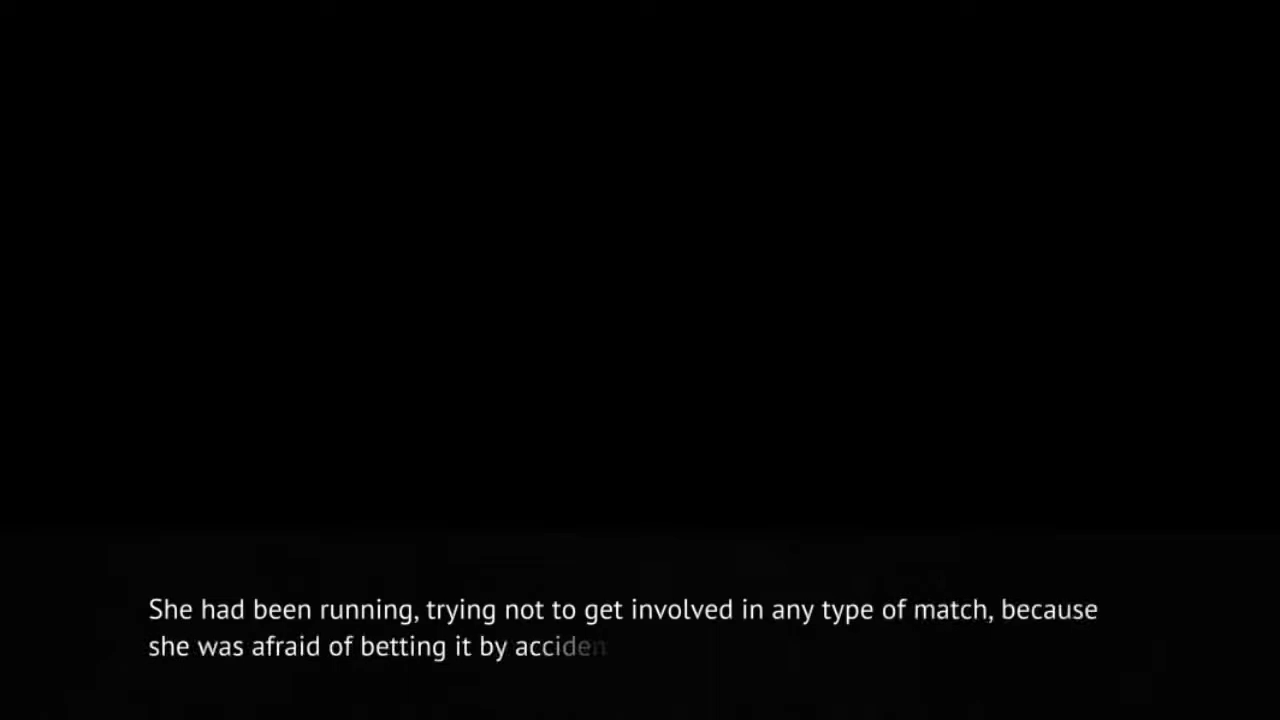 She had been running, trying not to get involved in any type of match, because
she was afraid of betting it by acciden